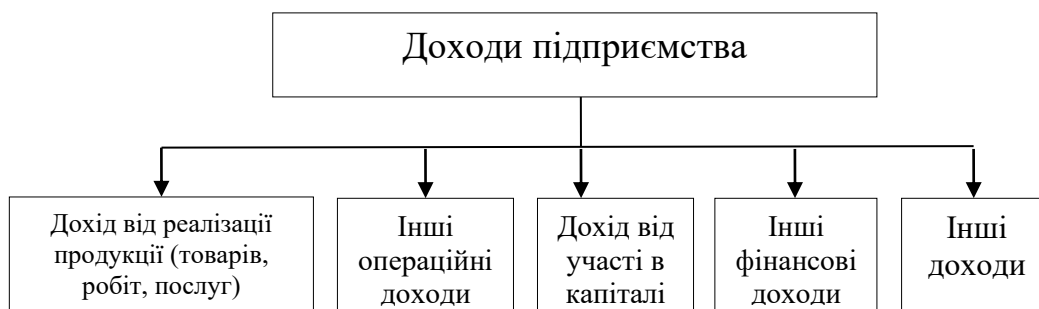 Доходи підприємства
Дохід від реалізації
продукції (товарів,
робіт, послуг)
Інші
операційні
доходи
Дохід від
участі в
капіталі
Інші
фінансові
доходи
Інші
доходи